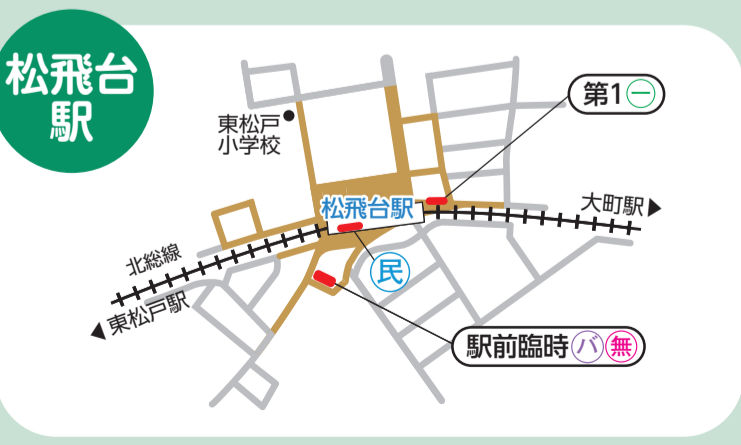 松飛台
駅
東松戸
小学校
第1㊀
松飛台駅
大町駅▶
北総線
民
◀東松戸駅
駅前臨時 バ 無